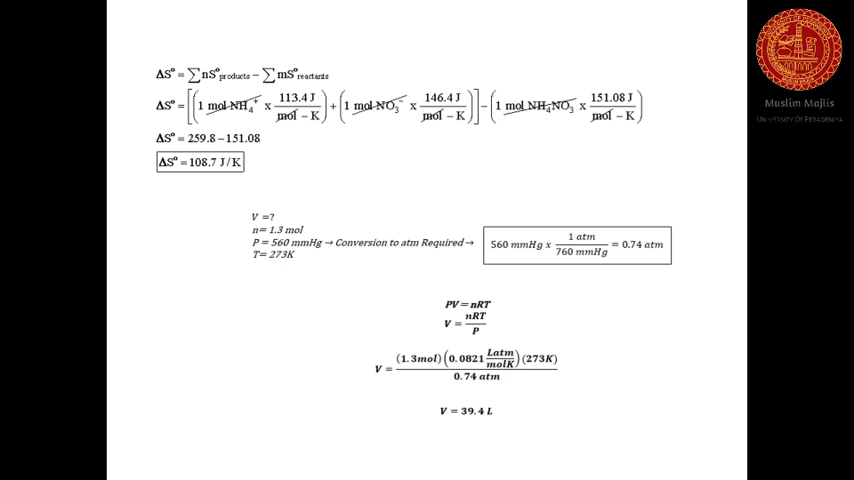 ΔS° = ∑nS°products − ∑mS°reactants
ΔS° = [(1 mol NH₄⁺ x 113.4 J / mol − K) + (1 mol NO₃⁻ x 146.4 J / mol − K)] − (1 mol NH₄NO₃ x 151.08 J / mol − K)
ΔS° = 259.8 − 151.08
ΔS° = 108.7 J/K
V =?
n= 1.3 mol
P = 560 mmHg → Conversion to atm Required →
T= 273K
560 mmHg x 1 atm / 760 mmHg = 0.74 atm
PV = nRT
V = nRT / P
V = (1.3mol)(0.0821 Latm / molK)(273K) / 0.74 atm
V = 39.4 L
Muslim Majlis
University Of Peradeniya